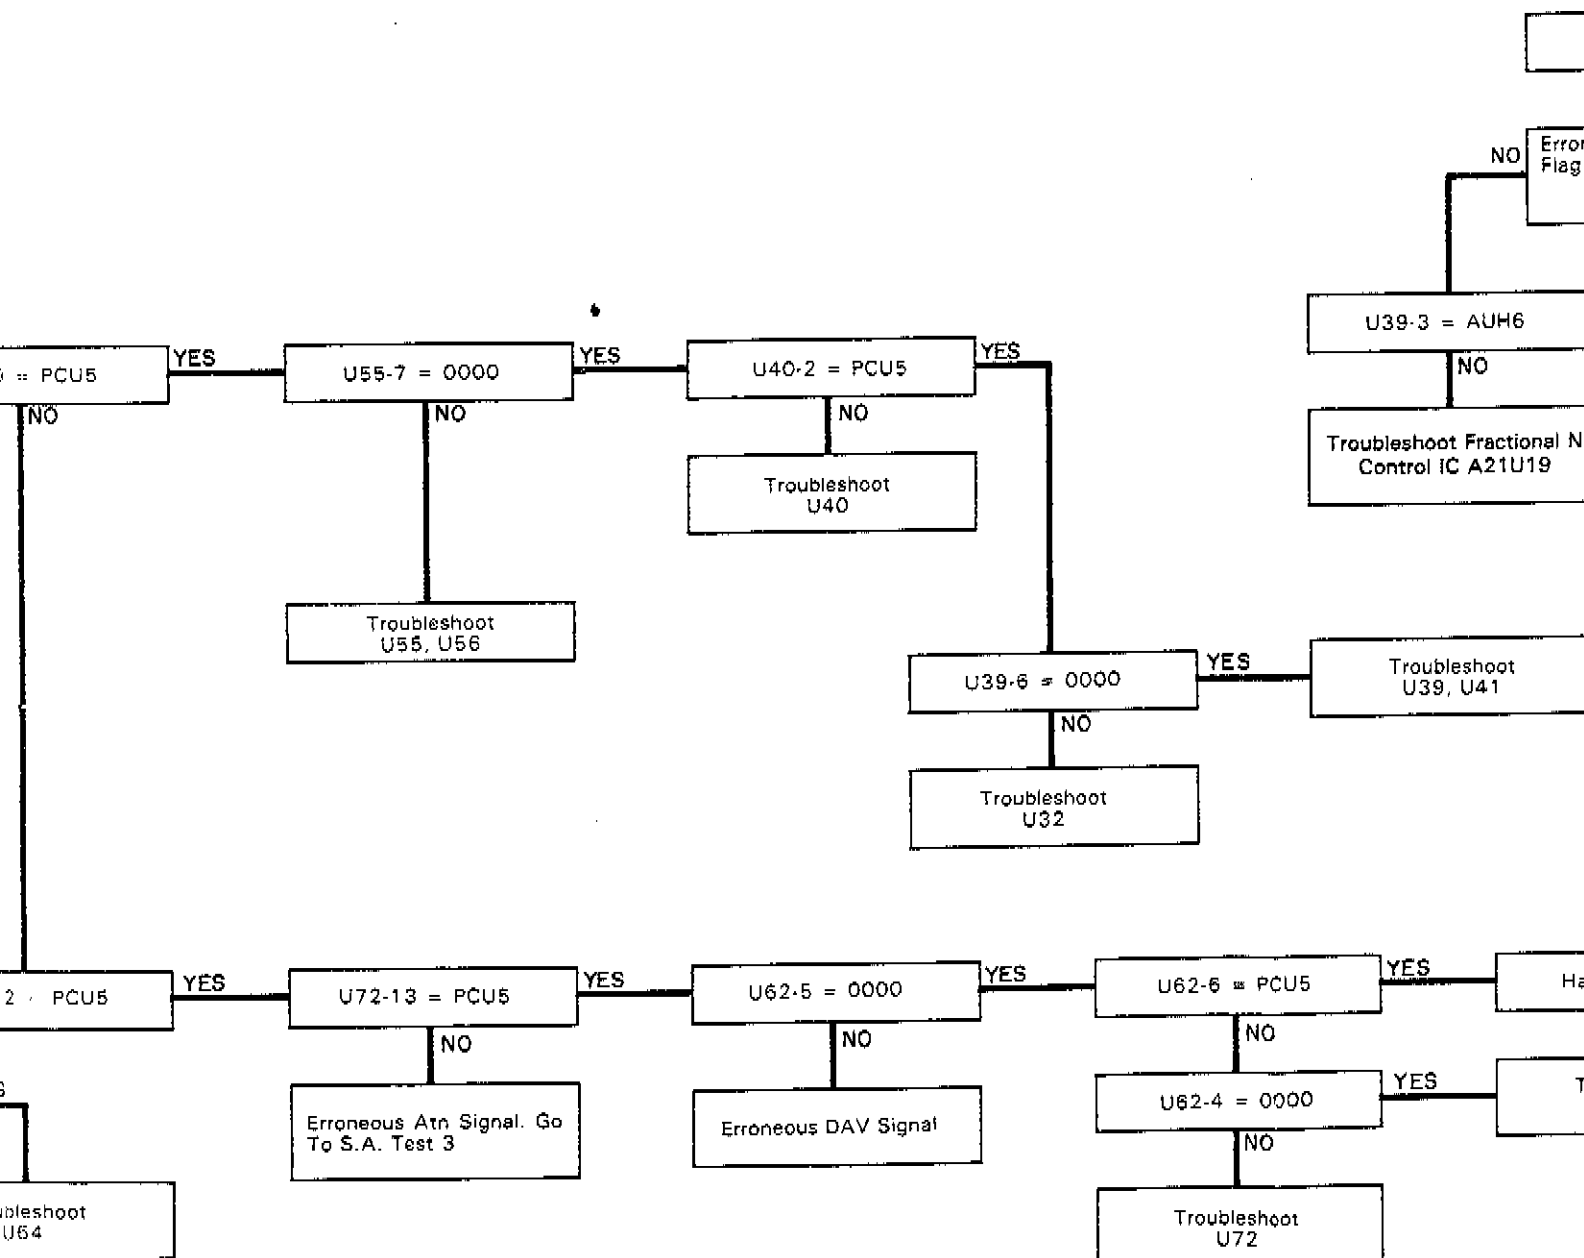 NO
Flag
U39-3 = AUH6
NO
Troubleshoot Fractional N
Control IC A21U19
= PCU5
YES
U55-7 = 0000
YES
U40-2 = PCU5
YES
NO
NO
NO
Troubleshoot
U40
Troubleshoot
U55, U56
U39-6 = 0000
YES
Troubleshoot
U39, U41
NO
Troubleshoot
U32
2 PCU5
YES
U72-13 = PCU5
YES
U62-5 = 0000
YES
U62-6 = PCU5
YES
NO
NO
NO
Erroneous Atn Signal. Go
To S.A. Test 3
Erroneous DAV Signal
U62-4 = 0000
YES
NO
U64
Troubleshoot
U72